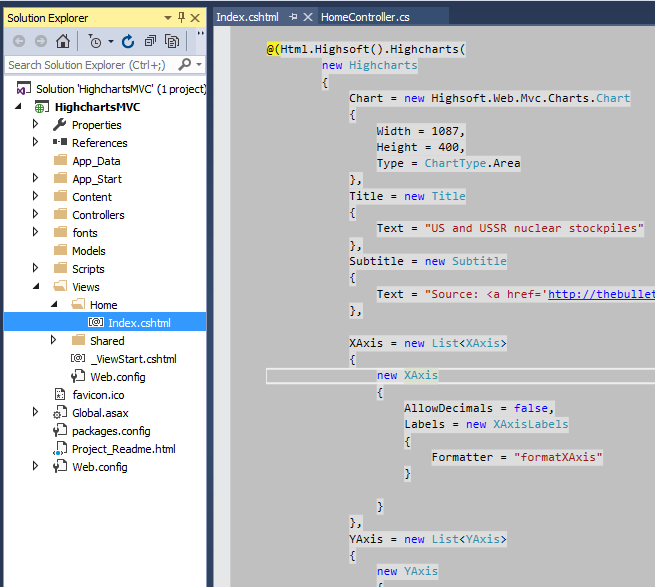 Solution Explorer
Search Solution Explorer (Ctrl+;)
Solution 'HighchartsMVC' (1 project)
HighchartsMVC
Properties
References
App_Data
App_Start
Content
Controllers
fonts
Models
Scripts
Views
Home
Index.cshtml
Shared
_ViewStart.cshtml
Web.config
favicon.ico
Global.asax
packages.config
Project_Readme.html
Web.config
Index.cshtml HomeController.cs
@(Html.Highsoft().Highcharts(
new Highcharts
{
Chart = new Highsoft.Web.Mvc.Charts.Chart
{
Width = 1087,
Height = 400,
Type = ChartType.Area
},
Title = new Title
{
Text = "US and USSR nuclear stockpiles"
},
Subtitle = new Subtitle
{
Text = "Source: <a href='http://thebullet
},
XAxis = new List<XAxis>
{
new XAxis
{
AllowDecimals = false,
Labels = new XAxisLabels
{
Formatter = "formatXAxis"
}
}
},
YAxis = new List<YAxis>
{
new YAxis
{